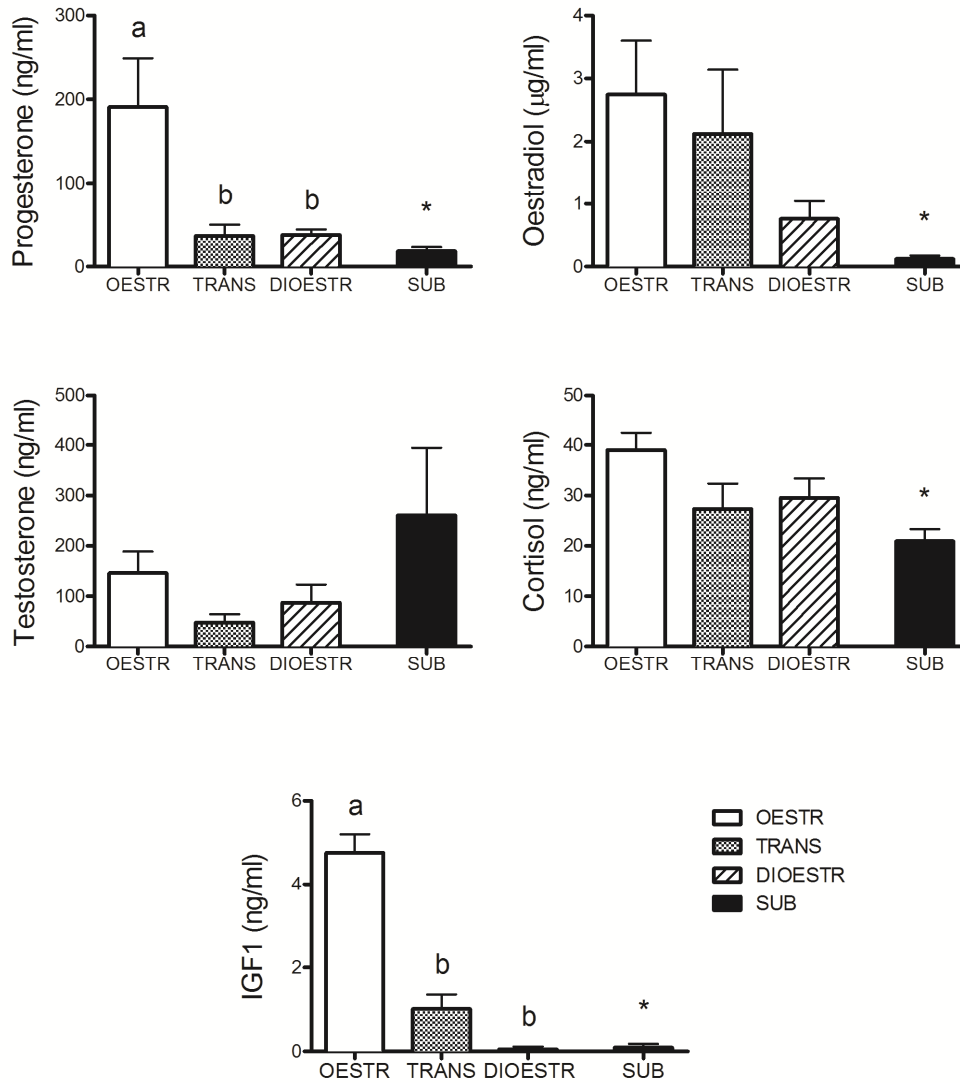 Progesterone (ng/ml)
300
200
100
0
a
b
b
*
OESTR TRANS DIOESTR SUB
Oestradiol (µg/ml)
4
3
2
1
0
*
OESTR TRANS DIOESTR SUB
Testosterone (ng/ml)
500
400
300
200
100
0
OESTR TRANS DIOESTR SUB
Cortisol (ng/ml)
50
40
30
20
10
0
*
OESTR TRANS DIOESTR SUB
IGF1 (ng/ml)
6
4
2
0
a
b
b
*
OESTR TRANS DIOESTR SUB
OESTR
TRANS
DIOESTR
SUB